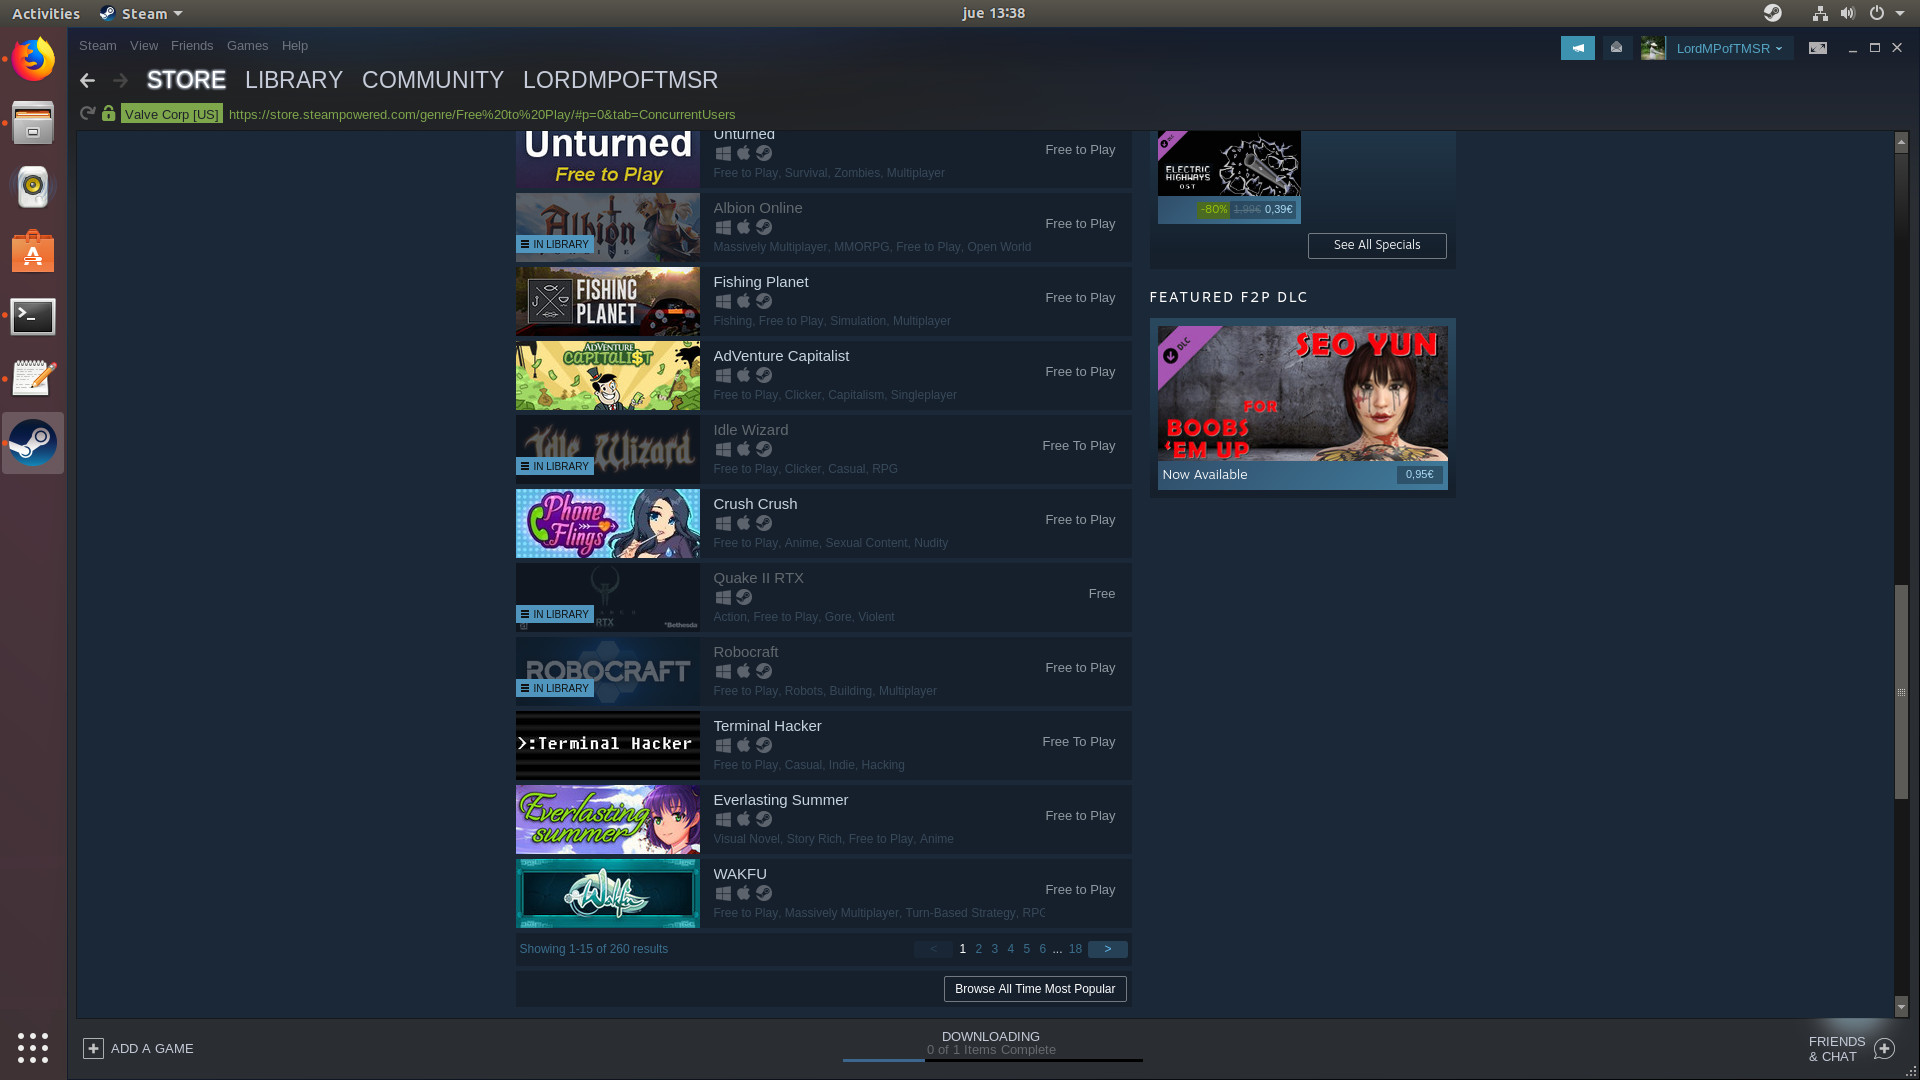 Activities
Steam
jue 13:38
Steam View Friends Games Help
LordMPofTMSR
STORE LIBRARY COMMUNITY LORDMPOFTMSR
Valve Corp [US] https://store.steampowered.com/genre/Free%20to%20Play/#p=0&tab=ConcurrentUsers
Unturned
Free to Play
Unturned
Free to Play
Free to Play, Survival, Zombies, Multiplayer
Albion
IN LIBRARY
Albion Online
Free to Play
Massively Multiplayer, MMORPG, Free to Play, Open World
FISHING
PLANET
Fishing Planet
Free to Play
Fishing, Free to Play, Simulation, Multiplayer
ADVENTURE
CAPITALI$T
AdVenture Capitalist
Free to Play
Free to Play, Clicker, Capitalism, Singleplayer
Idle Wizard
IN LIBRARY
Idle Wizard
Free To Play
Free to Play, Clicker, Casual, RPG
Phone
Flings
Crush Crush
Free to Play
Free to Play, Anime, Sexual Content, Nudity
IN LIBRARY
RTX
Bethesda
Quake II RTX
Free
Action, Free to Play, Gore, Violent
ROBOCRAFT
IN LIBRARY
Robocraft
Free to Play
Free to Play, Robots, Building, Multiplayer
>:Terminal Hacker
Terminal Hacker
Free To Play
Free to Play, Casual, Indie, Hacking
Everlasting
summer
Everlasting Summer
Free to Play
Visual Novel, Story Rich, Free to Play, Anime
Wakfu
WAKFU
Free to Play
Free to Play, Massively Multiplayer, Turn-Based Strategy, RPG
Showing 1-15 of 260 results
< 1 2 3 4 5 6 ... 18 >
Browse All Time Most Popular
ELECTRIC
HIGHWAYS
OST
-80% 1,99€ 0,39€
See All Specials
FEATURED F2P DLC
DLC
SEO YUN
FOR
BOOBS
'EM UP
Now Available
0,95€
ADD A GAME
DOWNLOADING
0 of 1 Items Complete
FRIENDS
& CHAT